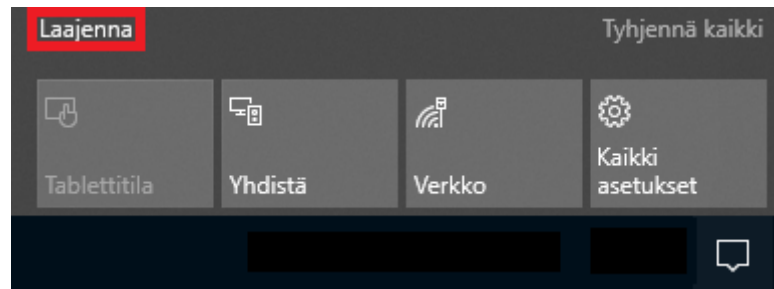 Laajenna
Tyhjennä kaikki
Tablettitila
Yhdistä
Verkko
Kaikki
asetukset